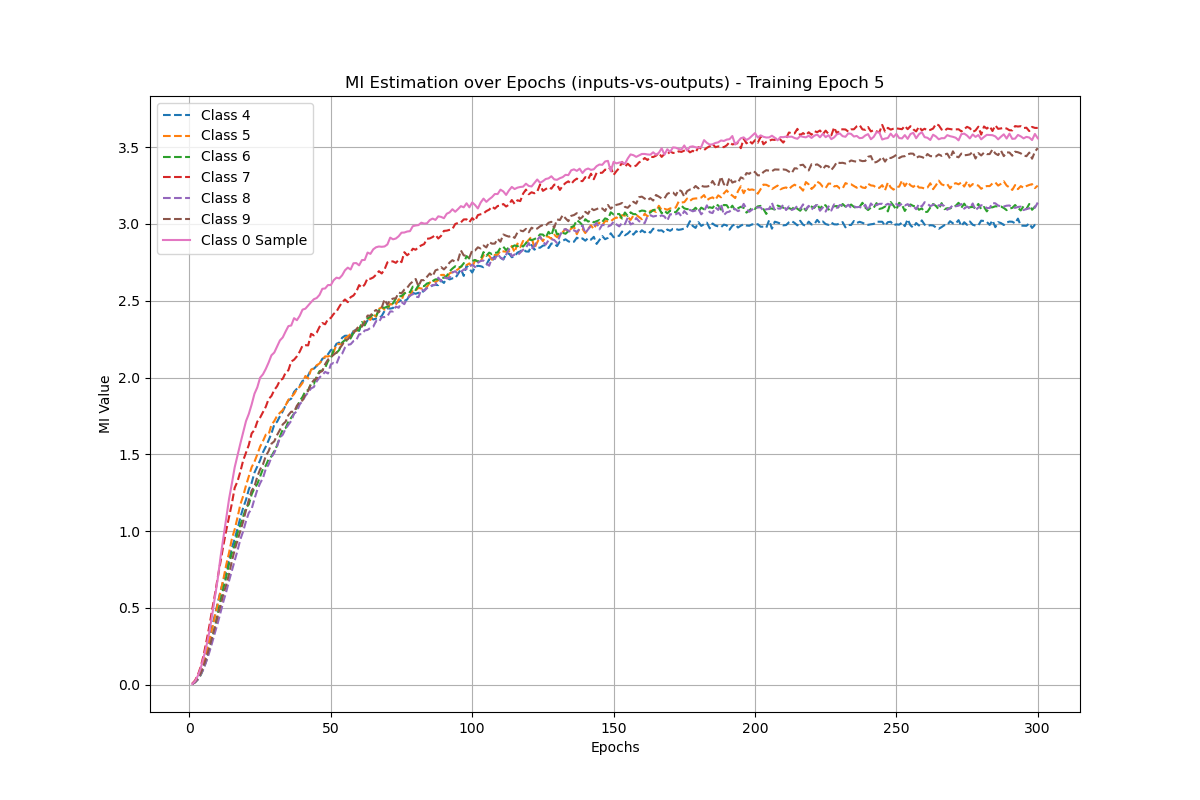 MI Estimation over Epochs (inputs-vs-outputs) - Training Epoch 5
Class 4
Class 5
Class 6
Class 7
Class 8
Class 9
Class 0 Sample
MI Value
3.5
3.0
2.5
2.0
1.5
1.0
0.5
0.0
0 50 100 150 200 250 300
Epochs